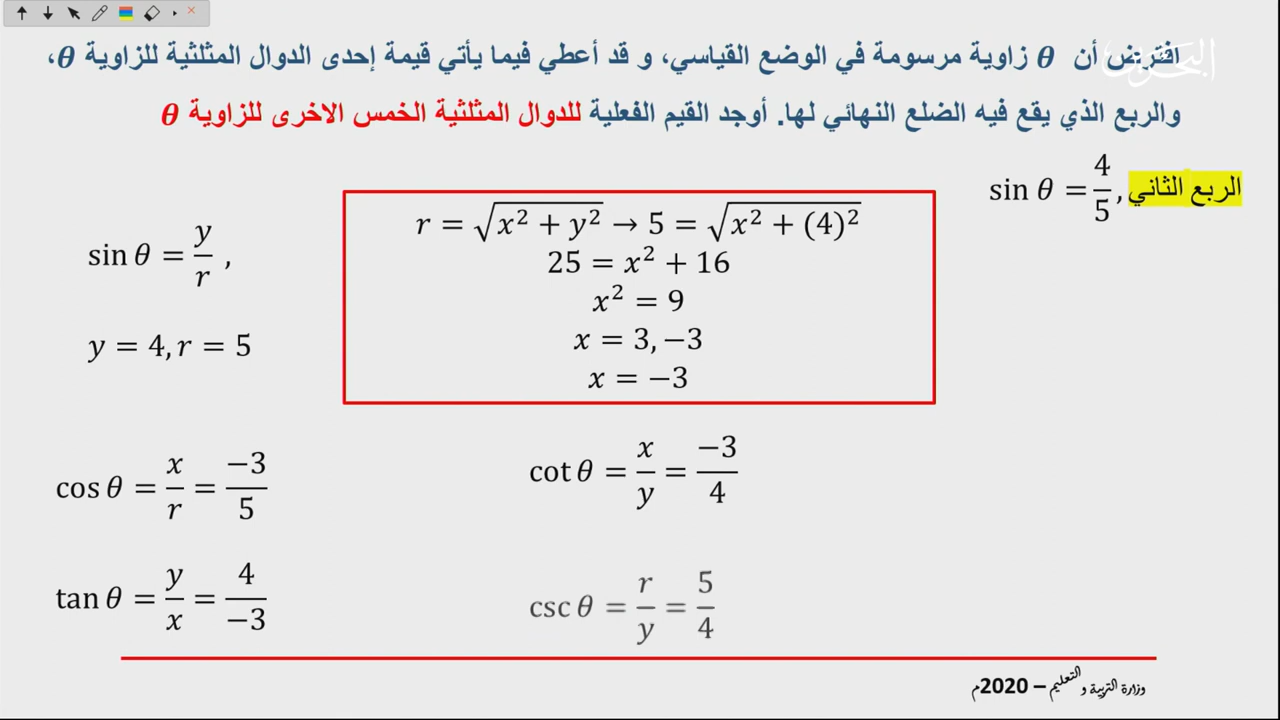 افترض أن θ زاوية مرسومة في الوضع القياسي، و قد أعطي فيما يأتي قيمة إحدى الدوال المثلثية للزاوية θ،
والربع الذي يقع فيه الضلع النهائي لها. أوجد القيم الفعلية للدوال المثلثية الخمس الاخرى للزاوية θ
sin θ = 4/5 , الربع الثاني
sin θ = y/r ,
y = 4, r = 5
r = √(x² + y²) → 5 = √(x² + (4)²)
25 = x² + 16
x² = 9
x = 3, −3
x = −3
cos θ = x/r = −3/5
cot θ = x/y = −3/4
tan θ = y/x = 4/−3
csc θ = r/y = 5/4
وزارة التربية و التعليم – 2020م
البحرين